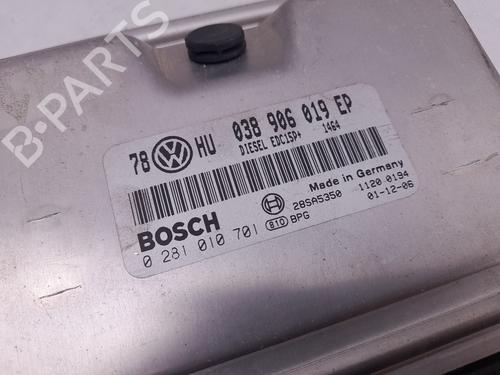 78 HU 038 906 019 EP
DIESEL EDC15P+ 1464
Made in Germany
BOSCH
28SA5350 1120 0194
0 281 010 701 810 BPG 01-12-06
B-PARTS